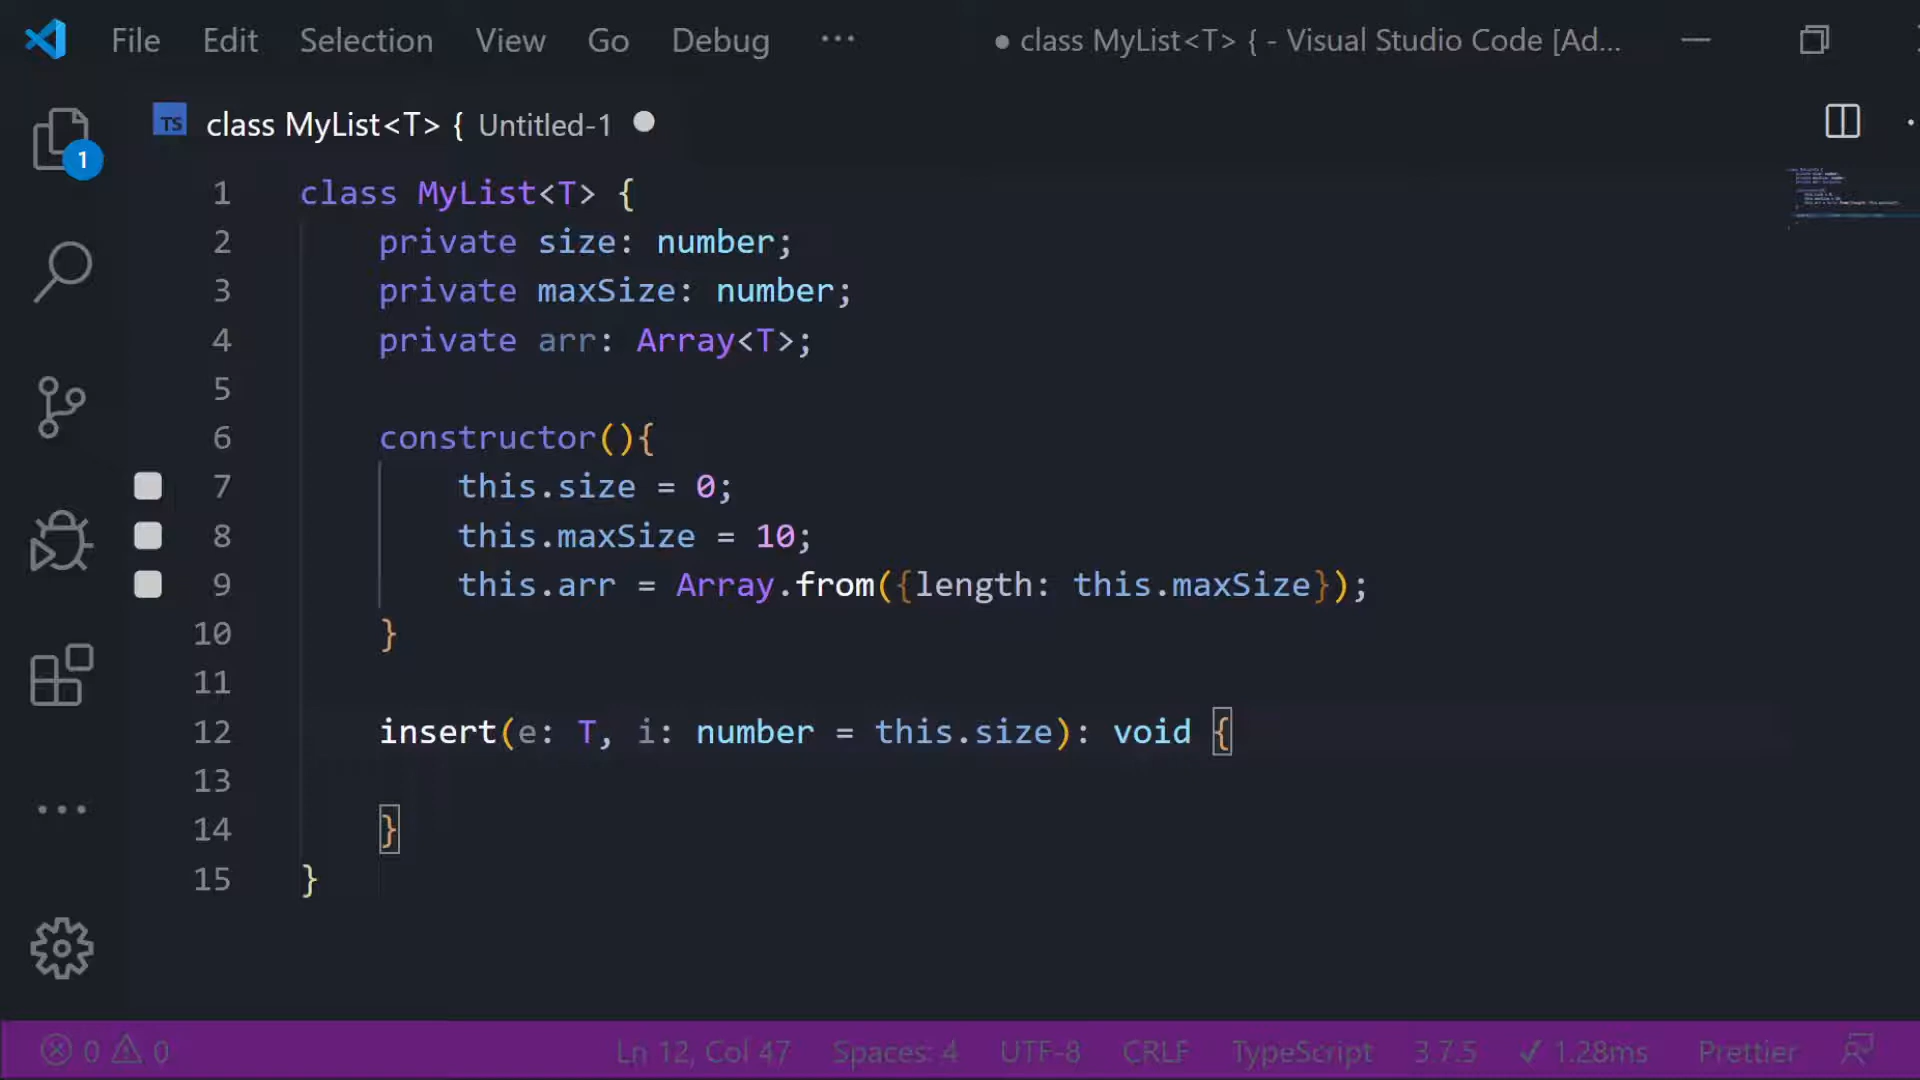 File Edit Selection View Go Debug ··· ● class MyList<T> { - Visual Studio Code [Ad...
TS class MyList<T> { Untitled-1 ●
1
1 class MyList<T> {
2 private size: number;
3 private maxSize: number;
4 private arr: Array<T>;
5
6 constructor(){
7 this.size = 0;
8 this.maxSize = 10;
9 this.arr = Array.from({length: this.maxSize});
10 }
11
12 insert(e: T, i: number = this.size): void {
13
14 }
15 }
0 0 Ln 12, Col 47 Spaces: 4 UTF-8 CRLF TypeScript 3.7.5 ✓ 1.28ms Prettier